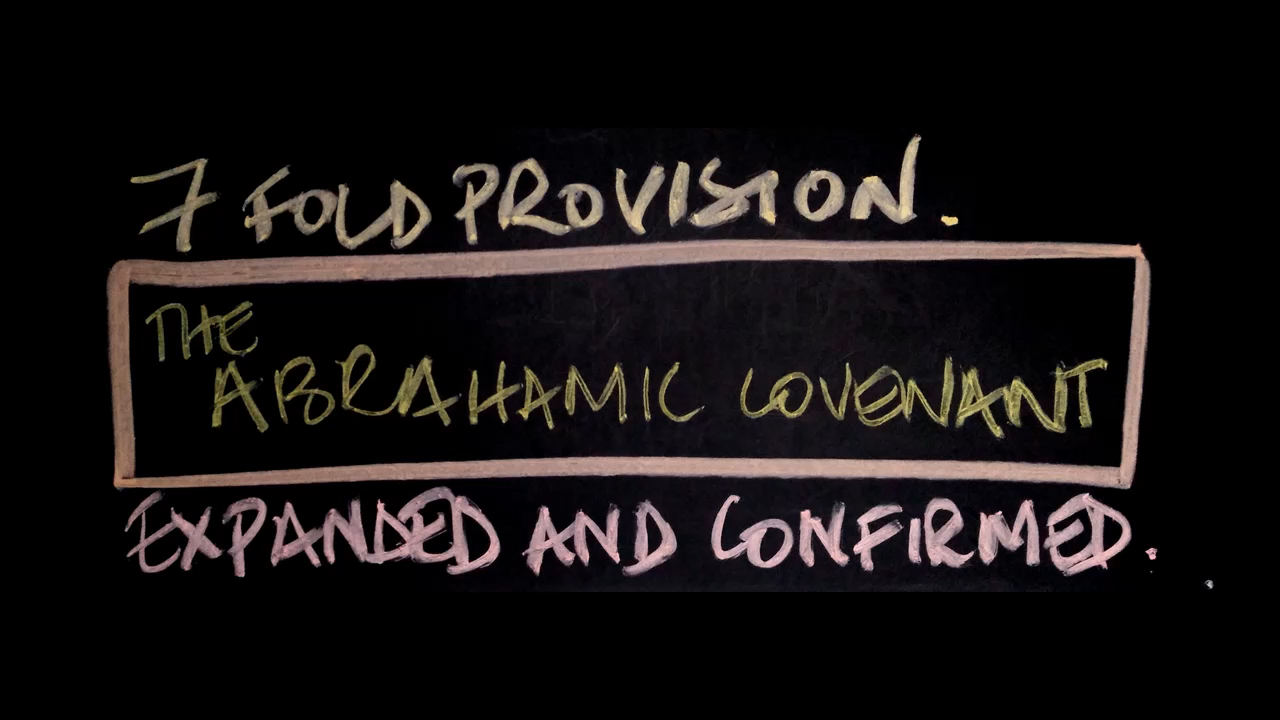 7 FOLD PROVISION.
THE
ABRAHAMIC COVENANT
EXPANDED AND CONFIRMED.